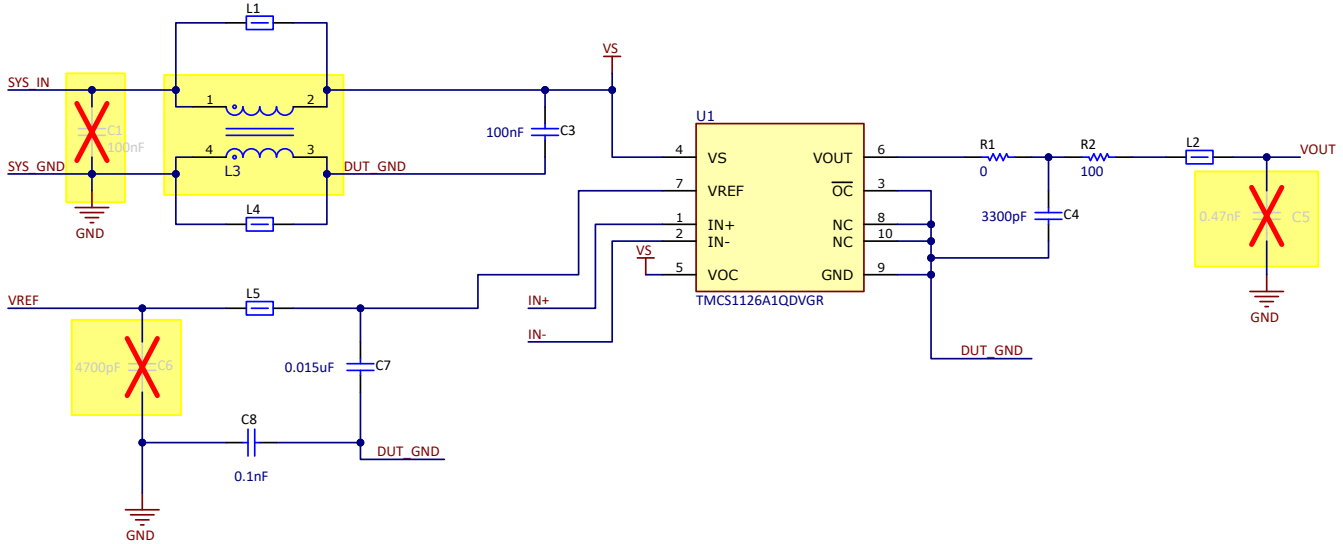 L1
VS
SYS_IN
1 2
C1
100nF
100nF C3
4 3
SYS_GND
L3
DUT_GND
L4
GND
U1
4 VS VOUT 6
7 VREF OC 3
1 IN+ NC 8
2 IN- NC 10
VS
5 VOC GND 9
TMCS1126A1QDVGR
R1 R2 L2
0 100
VOUT
3300pF C4
0.47nF C5
GND
VREF
L5
IN+
IN-
DUT_GND
4700pF C6
0.015uF C7
C8
0.1nF
DUT_GND
GND